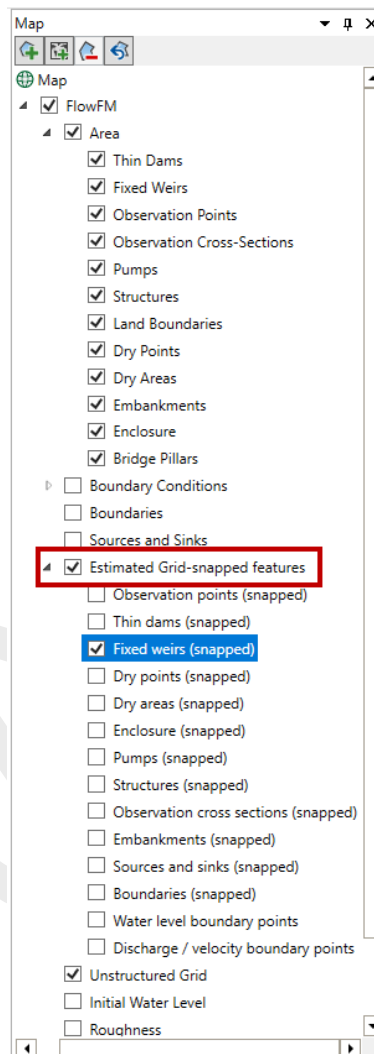 Map
Map
FlowFM
Area
Thin Dams
Fixed Weirs
Observation Points
Observation Cross-Sections
Pumps
Structures
Land Boundaries
Dry Points
Dry Areas
Embankments
Enclosure
Bridge Pillars
Boundary Conditions
Boundaries
Sources and Sinks
Estimated Grid-snapped features
Observation points (snapped)
Thin dams (snapped)
Fixed weirs (snapped)
Dry points (snapped)
Dry areas (snapped)
Enclosure (snapped)
Pumps (snapped)
Structures (snapped)
Observation cross sections (snapped)
Embankments (snapped)
Sources and sinks (snapped)
Boundaries (snapped)
Water level boundary points
Discharge / velocity boundary points
Unstructured Grid
Initial Water Level
Roughness